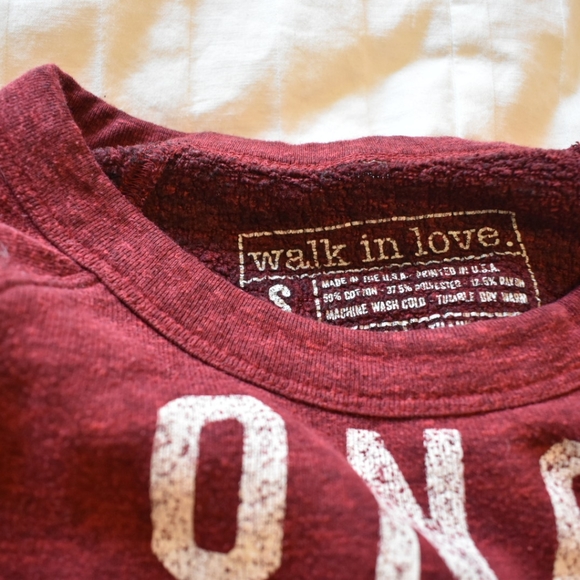 walk in love.
S
MADE IN THE U.S.A. PRINTED IN U.S.A.
50% COTTON - 37.5% POLYESTER - 12.5% RAYON
MACHINE WASH COLD - TUMBLE DRY WARM
ON